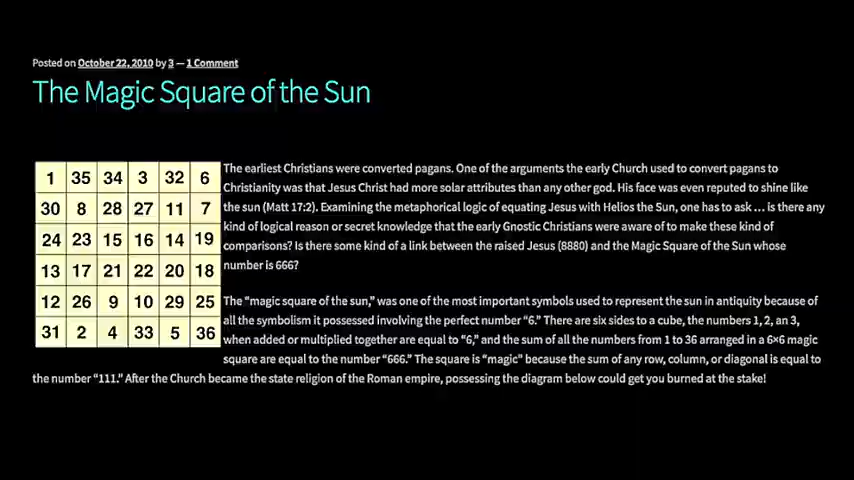 Posted on October 22, 2010 by 3 — 1 Comment
The Magic Square of the Sun
1 35 34 3 32 6
30 8 28 27 11 7
24 23 15 16 14 19
13 17 21 22 20 18
12 26 9 10 29 25
31 2 4 33 5 36
The earliest Christians were converted pagans. One of the arguments the early Church used to convert pagans to
Christianity was that Jesus Christ had more solar attributes than any other god. His face was even reputed to shine like
the sun (Matt 17:2). Examining the metaphorical logic of equating Jesus with Helios the Sun, one has to ask … is there any
kind of logical reason or secret knowledge that the early Gnostic Christians were aware of to make these kind of
comparisons? Is there some kind of a link between the raised Jesus (8880) and the Magic Square of the Sun whose
number is 666?
The “magic square of the sun,” was one of the most important symbols used to represent the sun in antiquity because of
all the symbolism it possessed involving the perfect number “6.” There are six sides to a cube, the numbers 1, 2, an 3,
when added or multiplied together are equal to “6,” and the sum of all the numbers from 1 to 36 arranged in a 6×6 magic
square are equal to the number “666.” The square is “magic” because the sum of any row, column, or diagonal is equal to
the number “111.” After the Church became the state religion of the Roman empire, possessing the diagram below could get you burned at the stake!